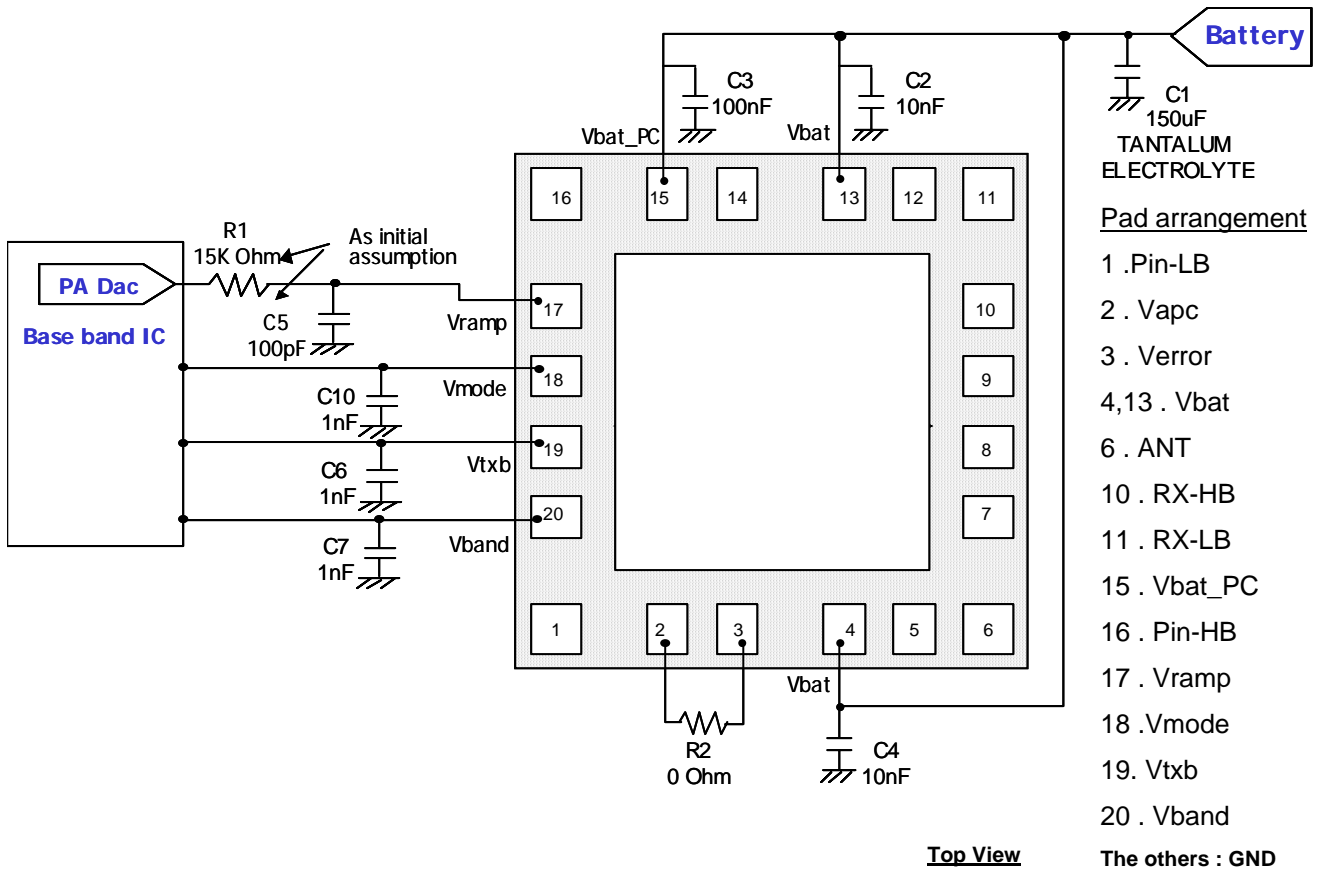 Battery
C3
100nF
C2
10nF
C1
150uF
TANTALUM
ELECTROLYTE
Vbat_PC
Vbat
16
15
14
13
12
11
R1
15K Ohm
As initial
assumption
PA Dac
Base band IC
C5
100pF
Vramp
17
10
C10
1nF
Vmode
18
9
C6
1nF
Vtxb
19
8
C7
1nF
Vband
20
7
1
2
3
4
5
6
Vbat
R2
0 Ohm
C4
10nF
Pad arrangement
1 .Pin-LB
2 . Vapc
3 . Verror
4,13 . Vbat
6 . ANT
10 . RX-HB
11 . RX-LB
15 . Vbat_PC
16 . Pin-HB
17 . Vramp
18 .Vmode
19. Vtxb
20 . Vband
Top View
The others : GND